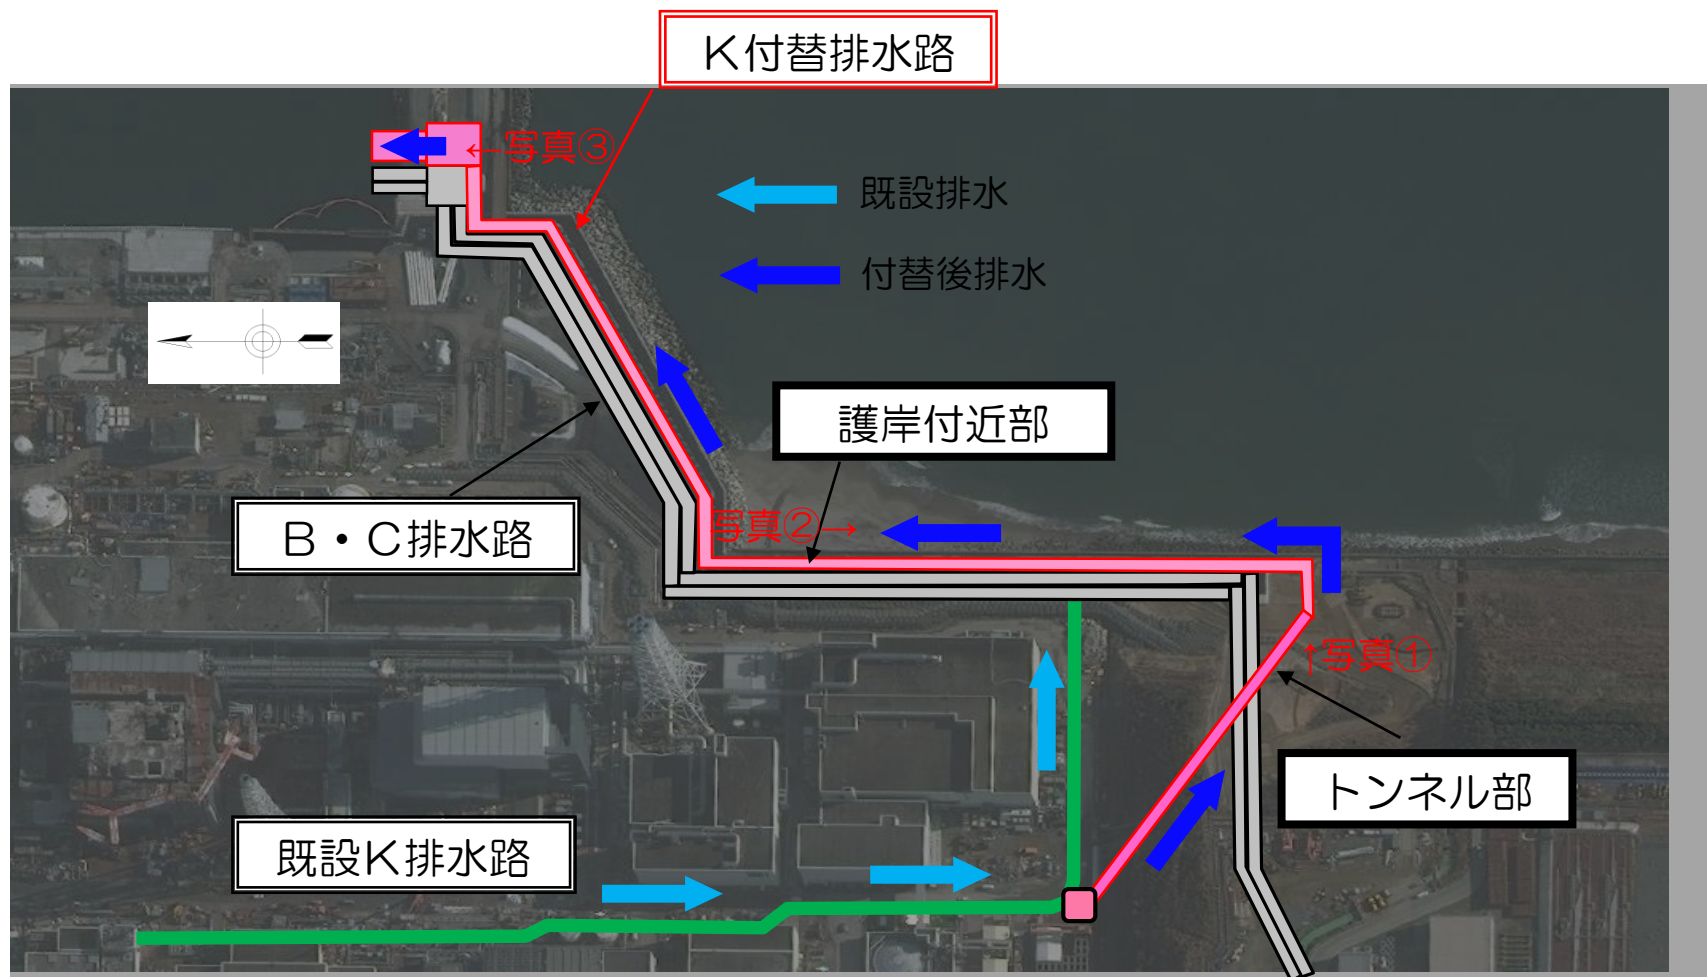 K付替排水路
←写真③
既設排水
付替後排水
護岸付近部
写真②→
B・C排水路
↑写真①
トンネル部
既設K排水路